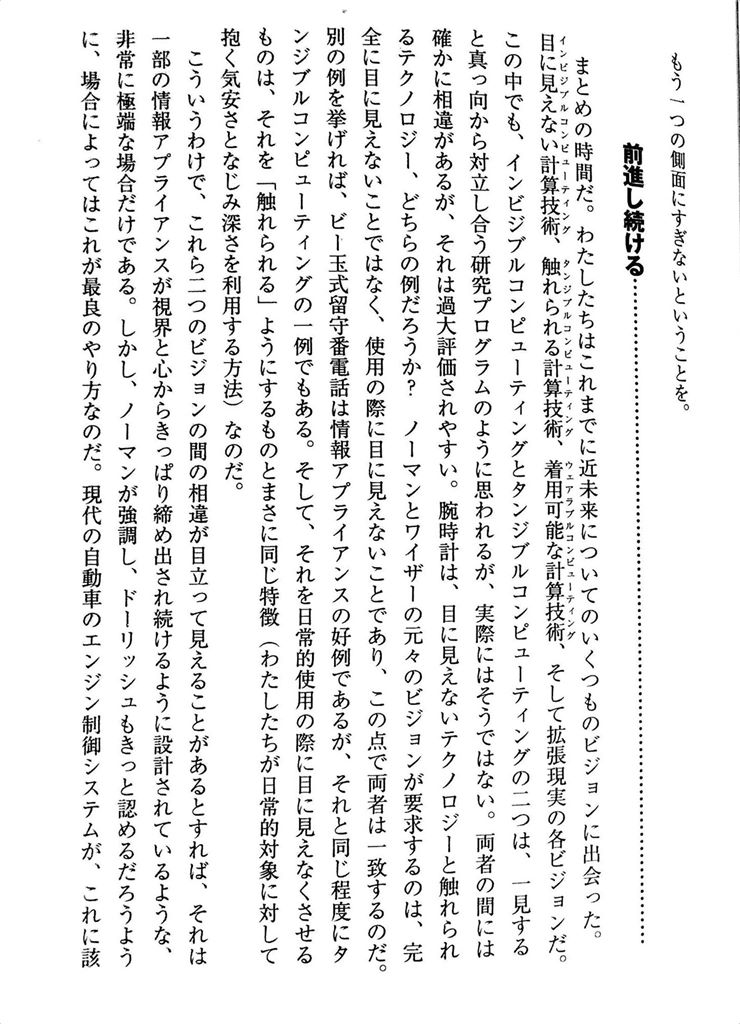 もう一つの側面にすぎないということを。
前進し続ける
まとめの時間だ。わたしたちはこれまでに近未来についてのいくつものビジョンに出会った。
インビジブルコンピューティング タンジブルコンピューティング ウェアラブルコンピューティング
目に見えない計算技術、触れられる計算技術、着用可能な計算技術、そして拡張現実の各ビジョンだ。
この中でも、インビジブルコンピューティングとタンジブルコンピューティングの二つは、一見する
と真っ向から対立し合う研究プログラムのように思われるが、実際にはそうではない。両者の間には
確かに相違があるが、それは過大評価されやすい。腕時計は、目に見えないテクノロジーと触れられ
るテクノロジー、どちらの例だろうか？　ノーマンとワイザーの元々のビジョンが要求するのは、完
全に目に見えないことではなく、使用の際に目に見えないことであり、この点で両者は一致するのだ。
別の例を挙げれば、ビー玉式留守番電話は情報アプライアンスの好例であるが、それと同じ程度にタ
ンジブルコンピューティングの一例でもある。そして、それを日常的使用の際に目に見えなくさせる
ものは、それを「触れられる」ようにするものとまさに同じ特徴（わたしたちが日常的対象に対して
抱く気安さとなじみ深さを利用する方法）なのだ。
こういうわけで、これら二つのビジョンの間の相違が目立って見えることがあるとすれば、それは
一部の情報アプライアンスが視界と心からきっぱり締め出され続けるように設計されているような、
非常に極端な場合だけである。しかし、ノーマンが強調し、ドーリッシュもきっと認めるだろうよう
に、場合によってはこれが最良のやり方なのだ。現代の自動車のエンジン制御システムが、これに該